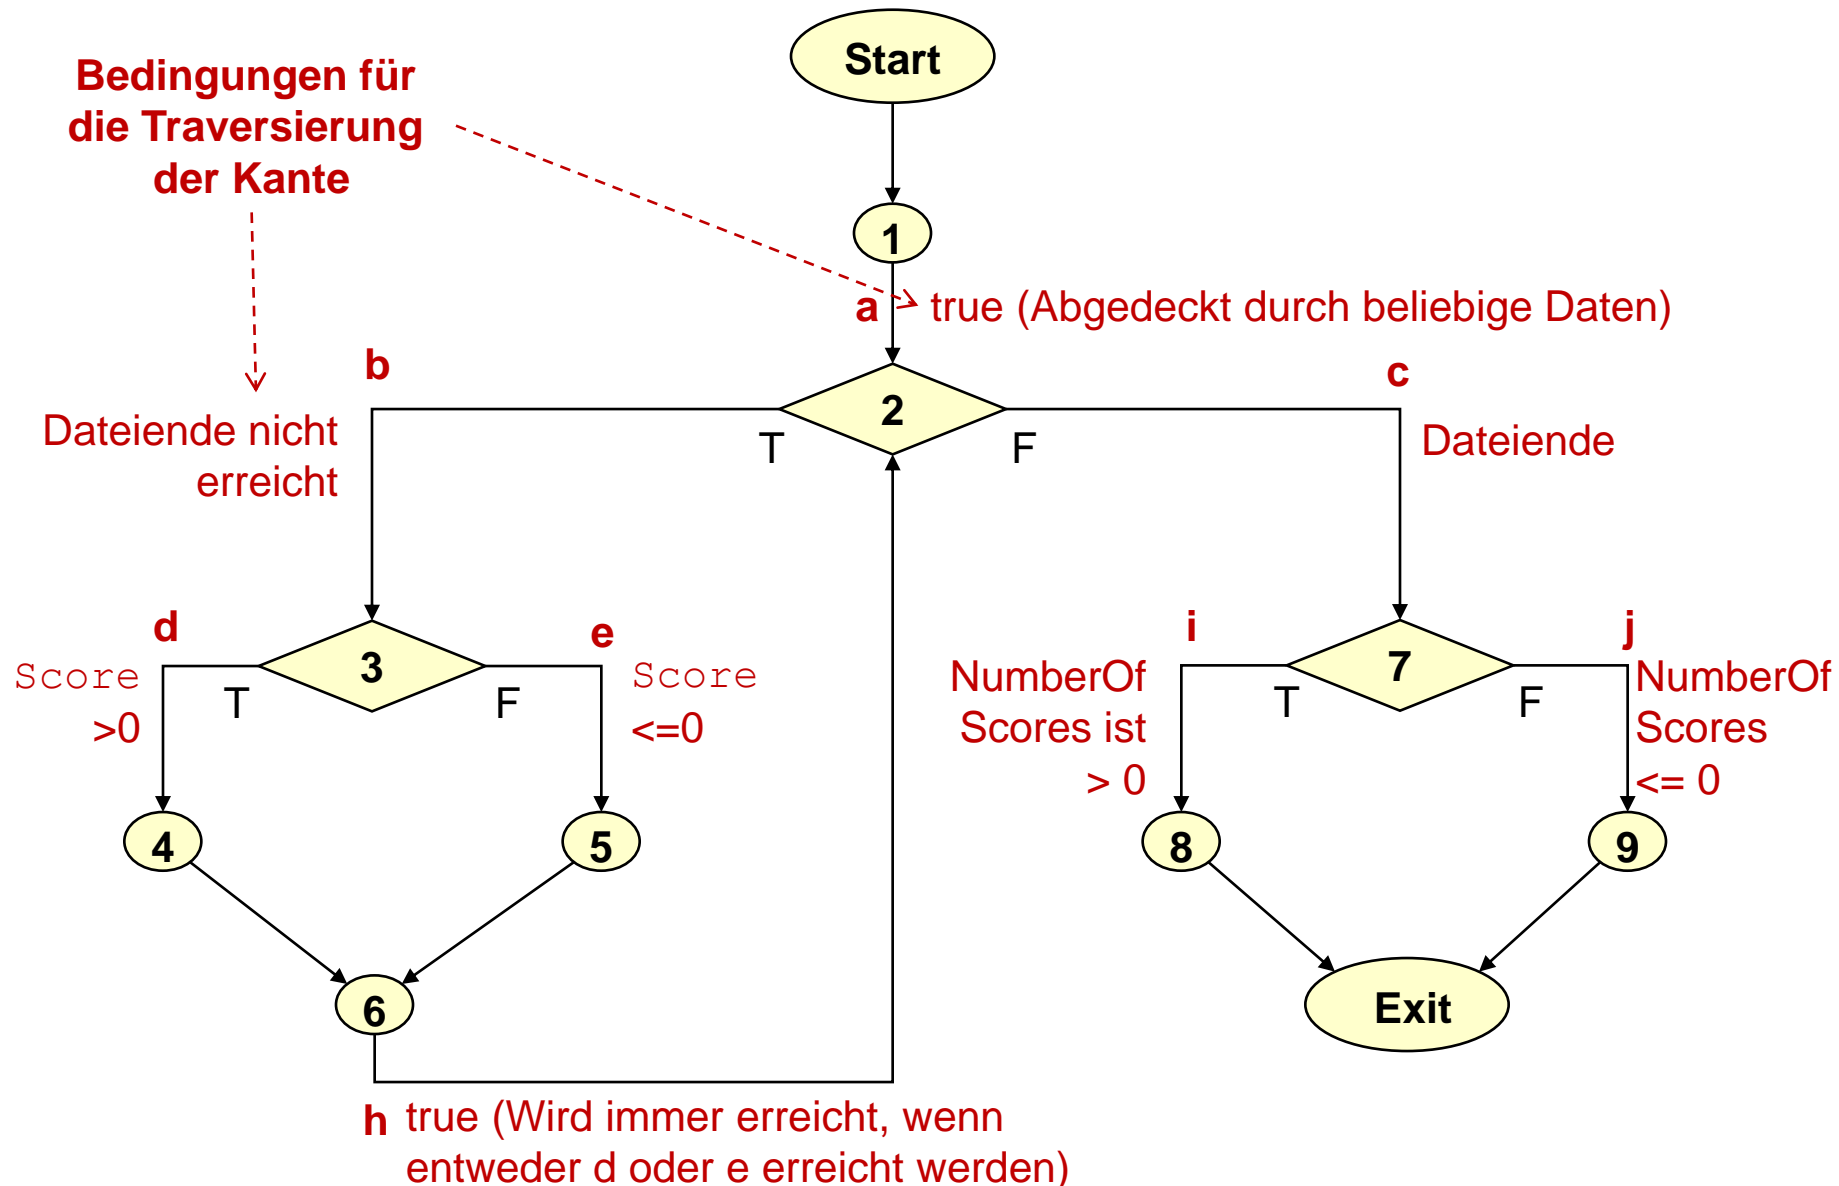 Start
Bedingungen für
die Traversierung
der Kante
1
a true (Abgedeckt durch beliebige Daten)
b
c
2
Dateiende nicht
erreicht
T
F
Dateiende
d
e
i
j
3
7
Score
>0
T
F
Score
<=0
NumberOf
Scores ist
> 0
T
F
NumberOf
Scores
<= 0
4
5
8
9
6
Exit
h true (Wird immer erreicht, wenn
entweder d oder e erreicht werden)